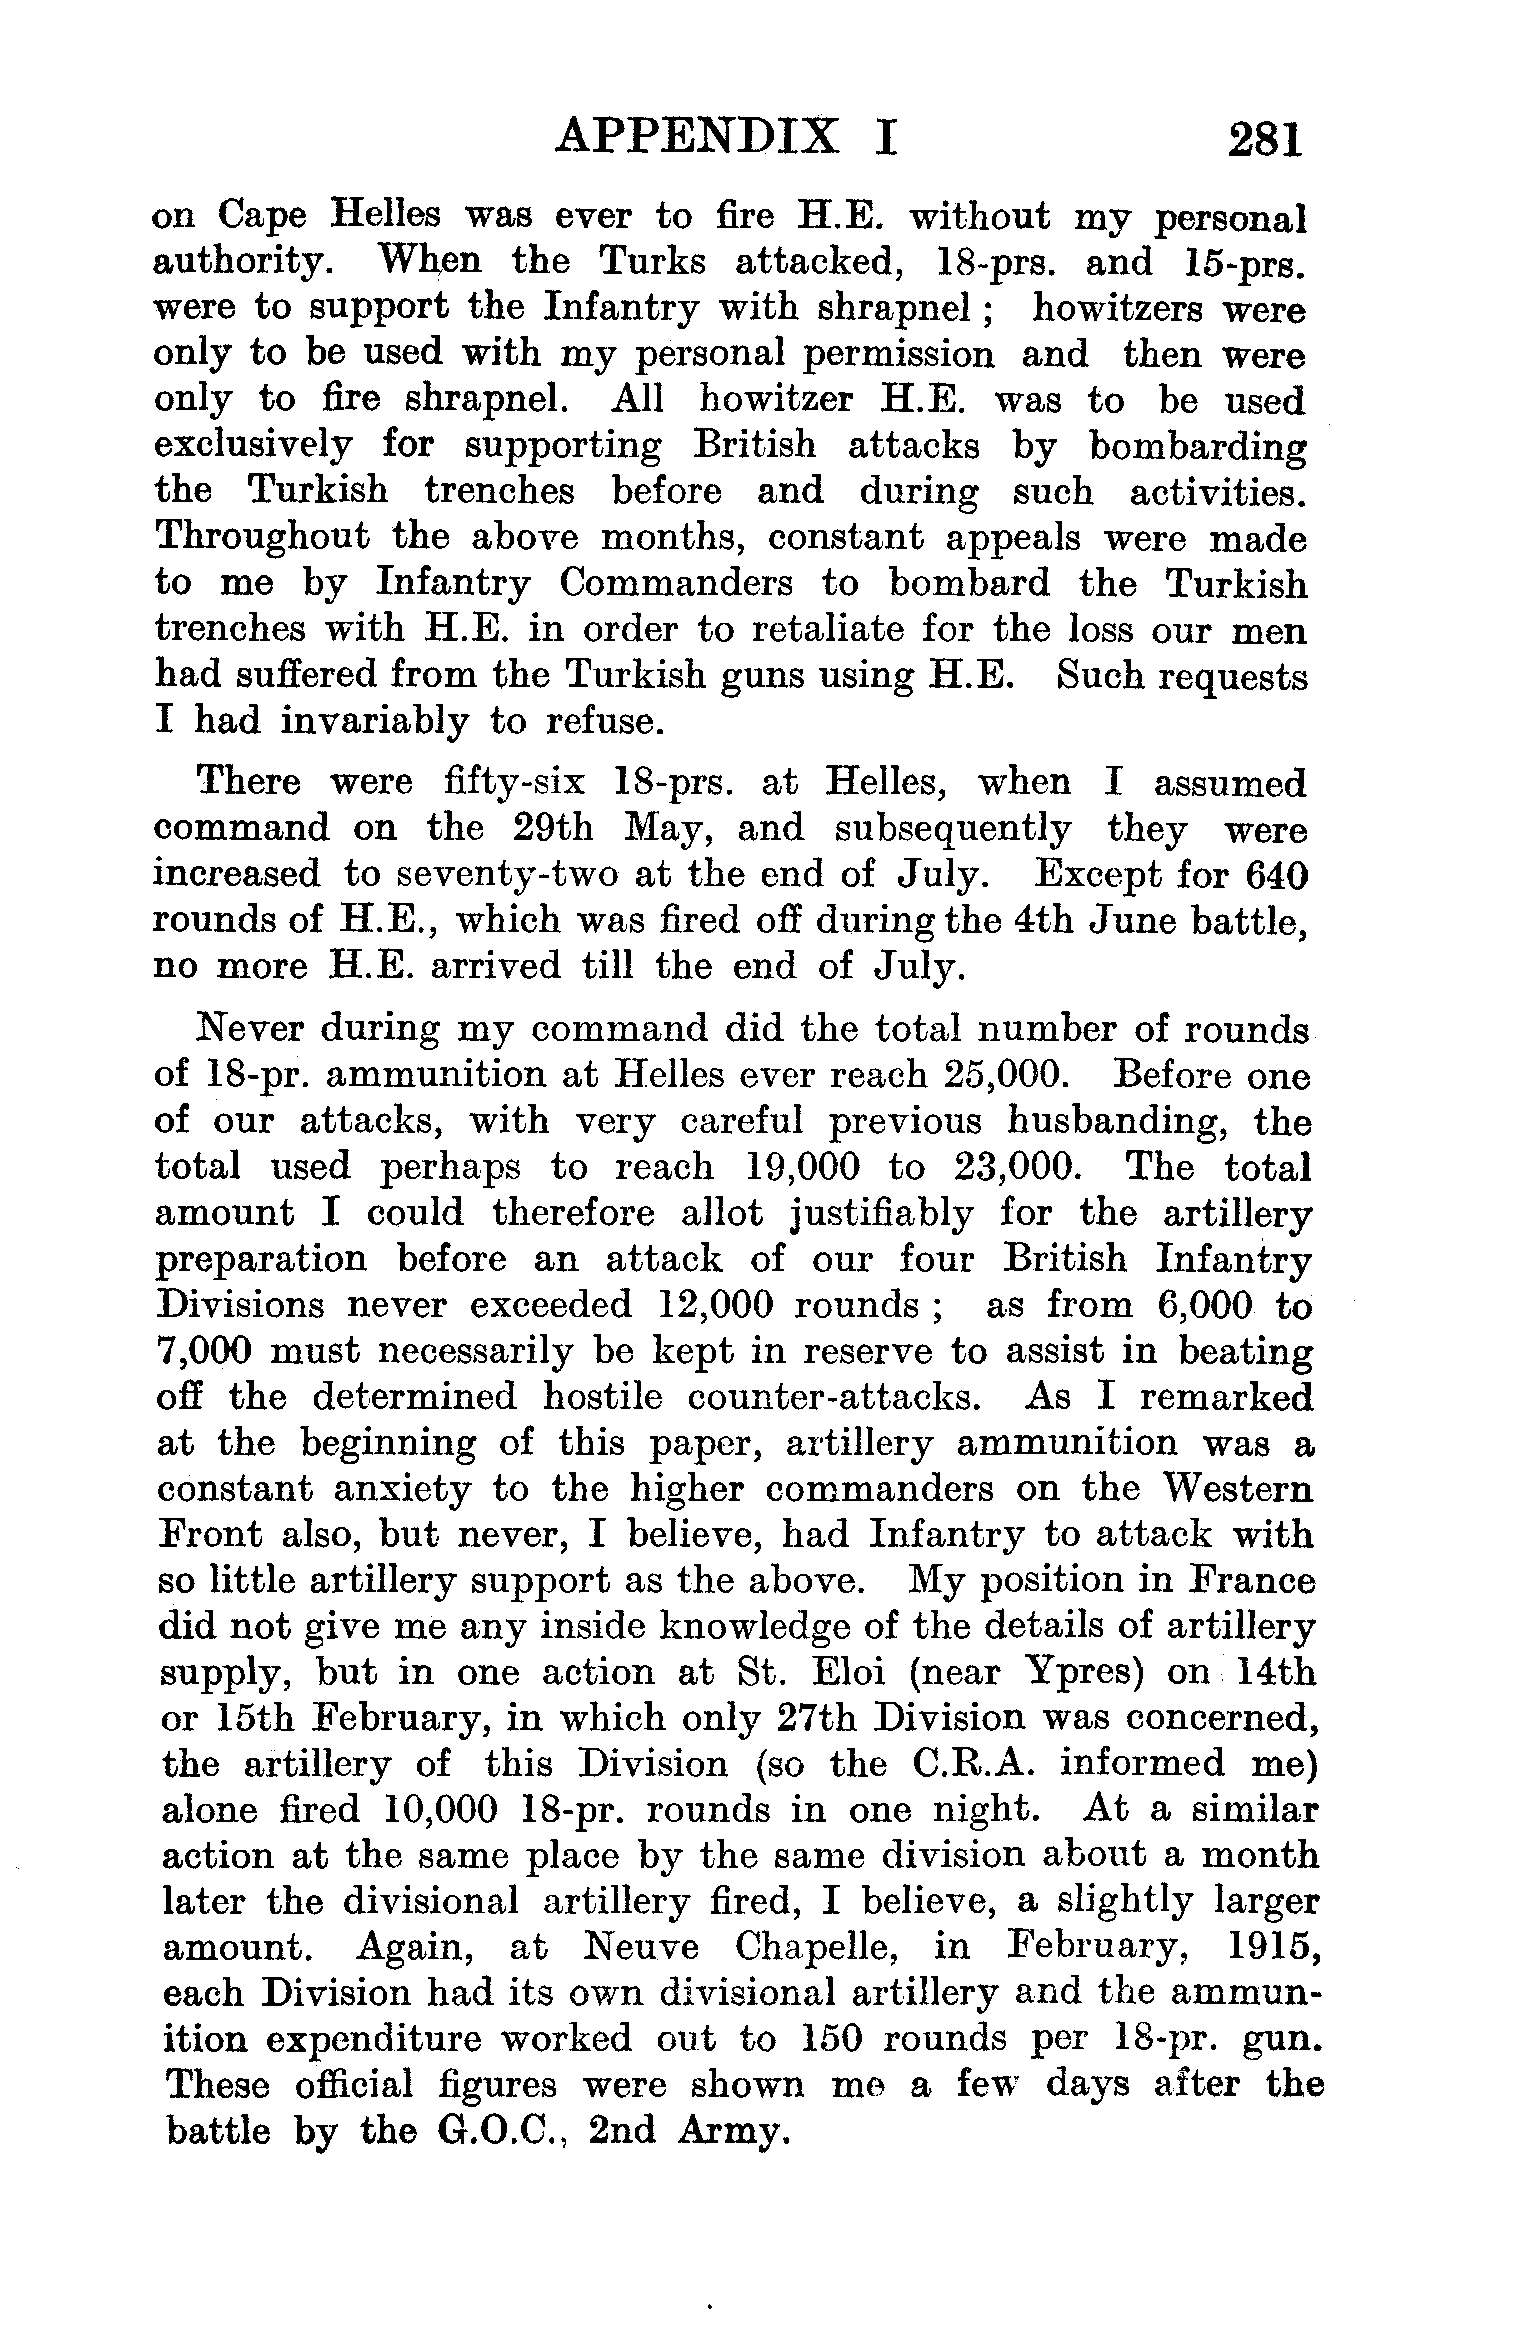 APPENDIX I 281
on Cape Helles was ever to fire H.E. without my personal
authority. When the Turks attacked, 18-prs. and 15-prs.
were to support the Infantry with shrapnel ; howitzers were
only to be used with my personal permission and then were
only to fire shrapnel. All howitzer H.E. was to be used
exclusively for supporting British attacks by bombarding
the Turkish trenches before and during such activities.
Throughout the above months, constant appeals were made
to me by Infantry Commanders to bombard the Turkish
trenches with H.E. in order to retaliate for the loss our men
had suffered from the Turkish guns using H.E. Such requests
I had invariably to refuse.
There were fifty-six 18-prs. at Helles, when I assumed
command on the 29th May, and subsequently they were
increased to seventy-two at the end of July. Except for 640
rounds of H.E., which was fired off during the 4th June battle,
no more H.E. arrived till the end of July.
Never during my command did the total number of rounds
of 18-pr. ammunition at Helles ever reach 25,000. Before one
of our attacks, with very careful previous husbanding, the
total used perhaps to reach 19,000 to 23,000. The total
amount I could therefore allot justifiably for the artillery
preparation before an attack of our four British Infantry
Divisions never exceeded 12,000 rounds ; as from 6,000 to
7,000 must necessarily be kept in reserve to assist in beating
off the determined hostile counter-attacks. As I remarked
at the beginning of this paper, artillery ammunition was a
constant anxiety to the higher commanders on the Western
Front also, but never, I believe, had Infantry to attack with
so little artillery support as the above. My position in France
did not give me any inside knowledge of the details of artillery
supply, but in one action at St. Eloi (near Ypres) on 14th
or 15th February, in which only 27th Division was concerned,
the artillery of this Division (so the C.R.A. informed me)
alone fired 10,000 18-pr. rounds in one night. At a similar
action at the same place by the same division about a month
later the divisional artillery fired, I believe, a slightly larger
amount. Again, at Neuve Chapelle, in February, 1915,
each Division had its own divisional artillery and the ammun-
ition expenditure worked out to 150 rounds per 18-pr. gun.
These official figures were shown me a few days after the
battle by the G.O.C., 2nd Army.